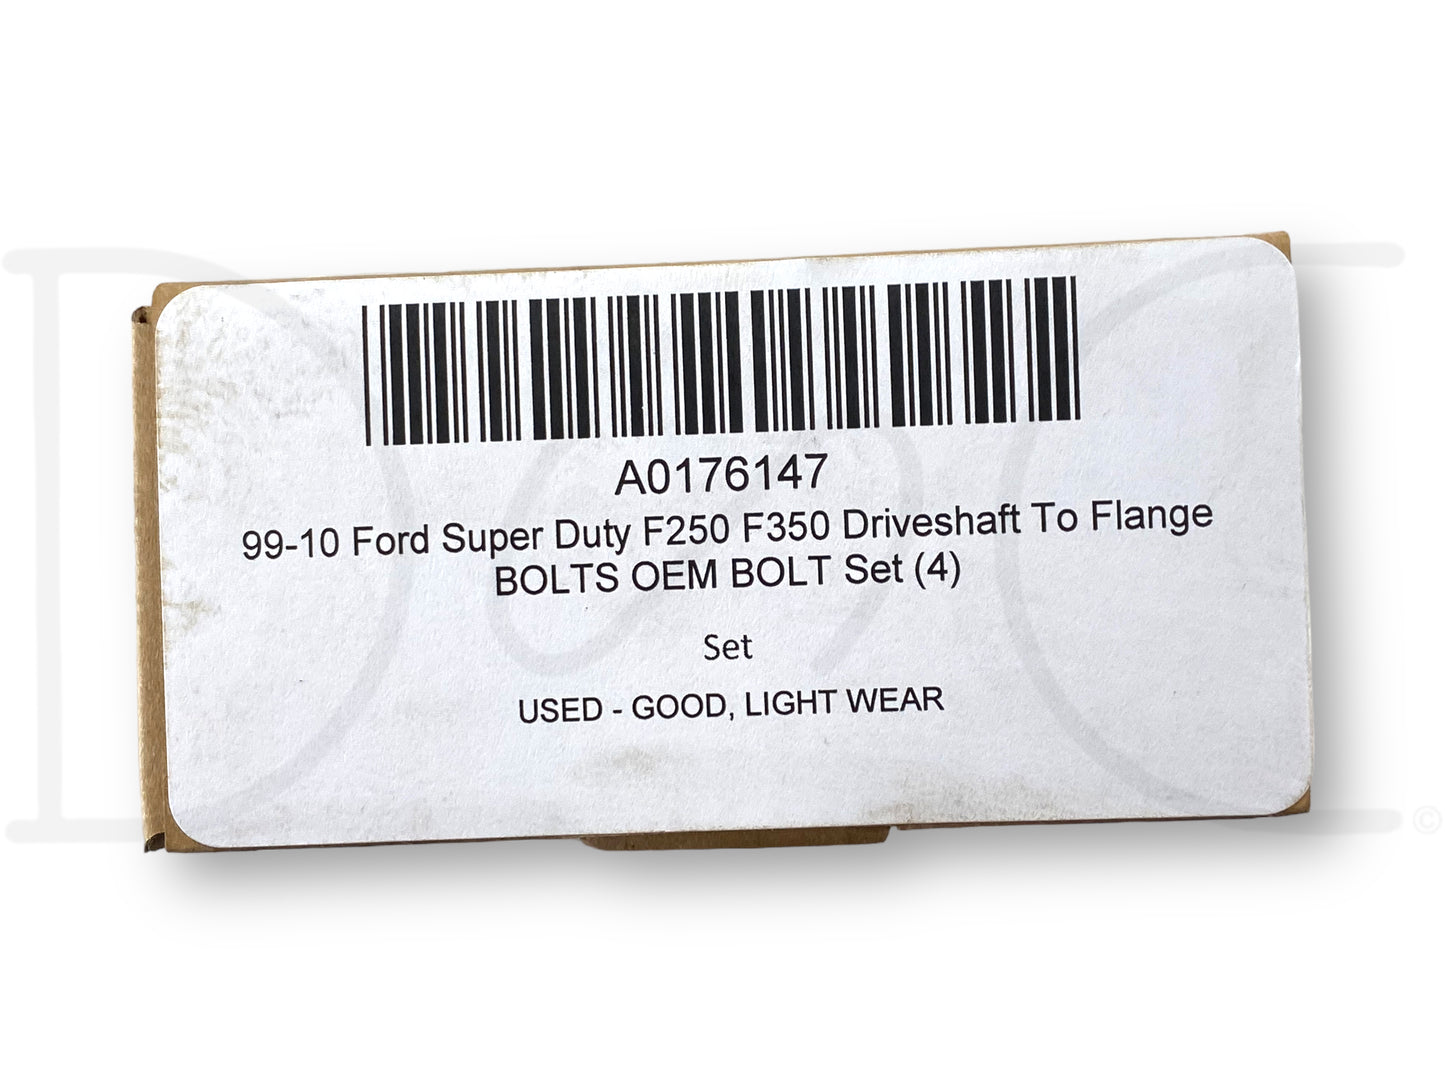 A0176147
99-10 Ford Super Duty F250 F350 Driveshaft To Flange
BOLTS OEM BOLT Set (4)
Set
USED - GOOD, LIGHT WEAR
©